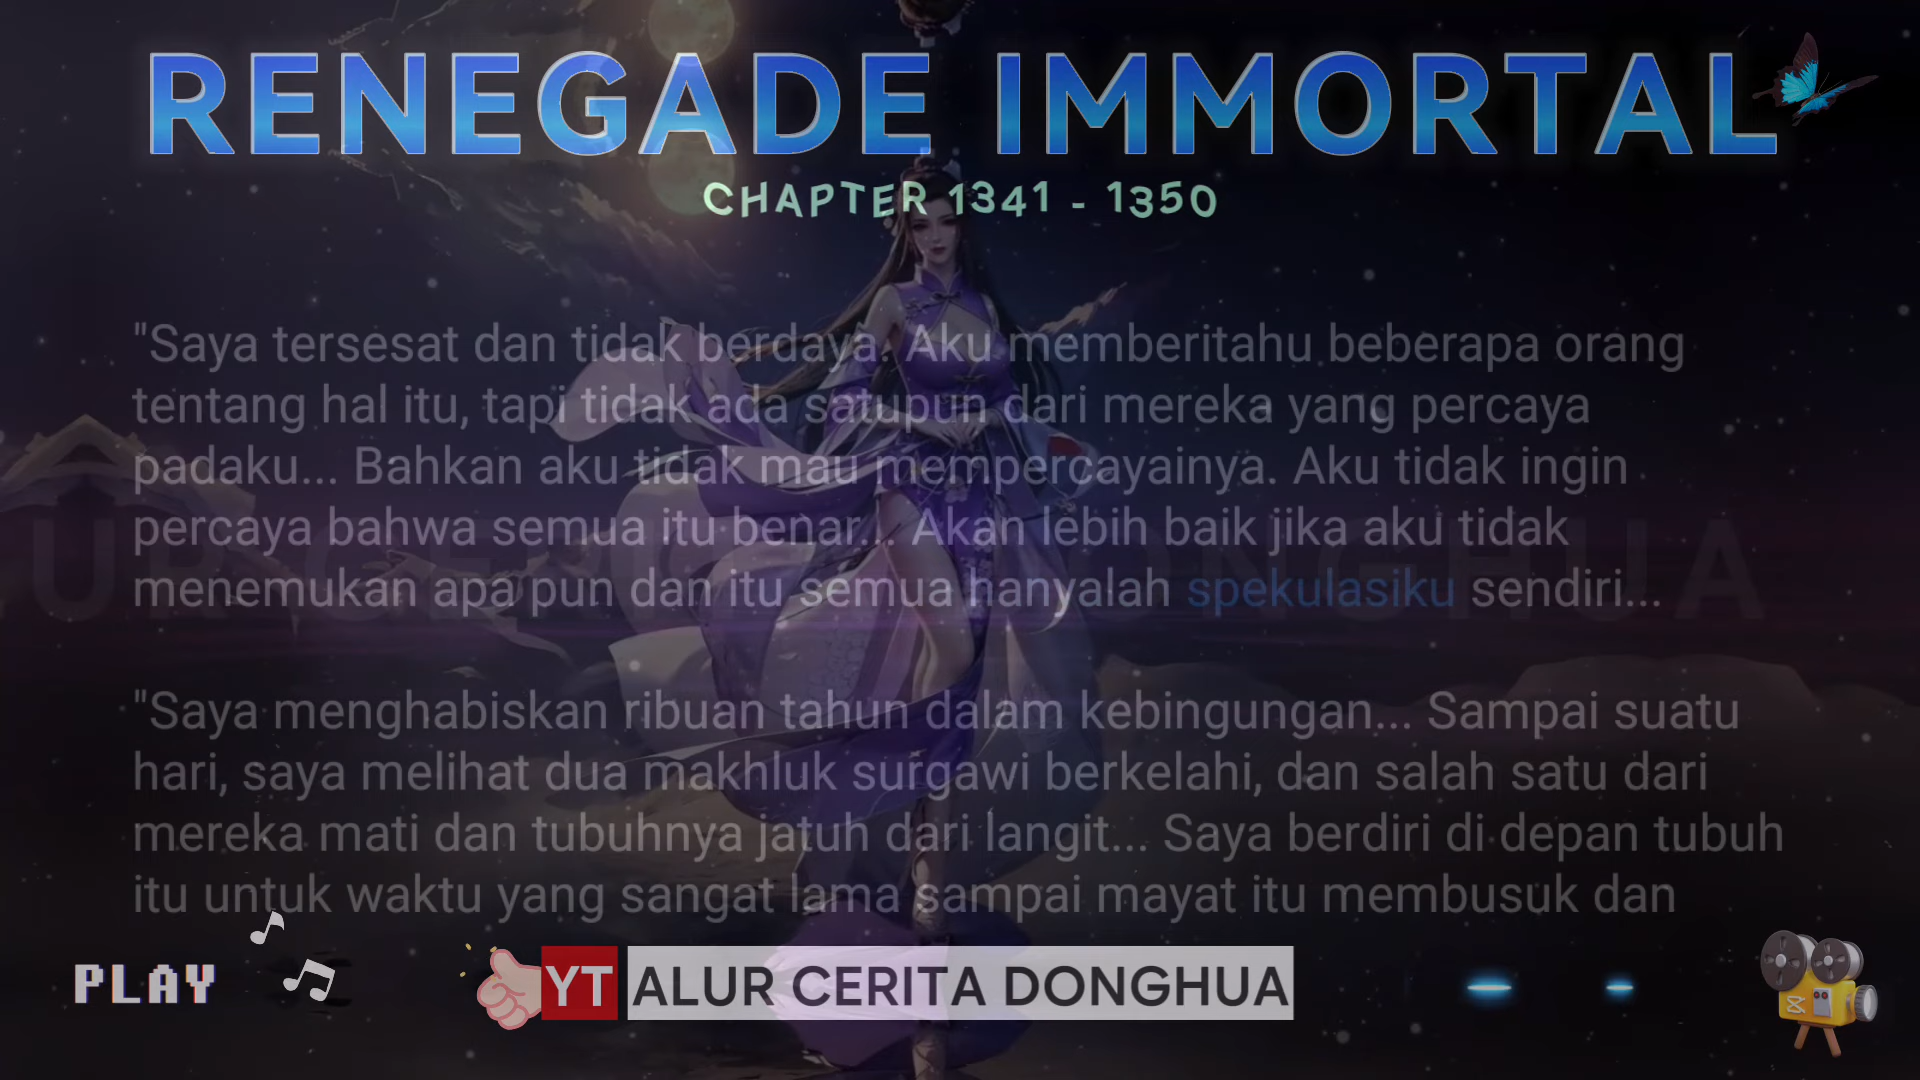 RENEGADE IMMORTAL
CHAPTER 1341 - 1350
"Saya tersesat dan tidak berdaya. Aku memberitahu beberapa orang
tentang hal itu, tapi tidak ada satu pun dari mereka yang percaya
padaku... Bahkan aku tidak mau mempercayainya. Aku tidak ingin
percaya bahwa semua itu benar... Akan lebih baik jika aku tidak
menemukan apa pun dan itu semua hanyalah spekulasiku sendiri...
"Saya menghabiskan ribuan tahun dalam kebingungan... Sampai suatu
hari, saya melihat dua makhluk surgawi berkelahi, dan salah satu dari
mereka mati dan tubuhnya jatuh dari langit... Saya berdiri di depan tubuh
itu untuk waktu yang sangat lama sampai mayat itu membusuk dan
PLAY
YT ALUR CERITA DONGHUA